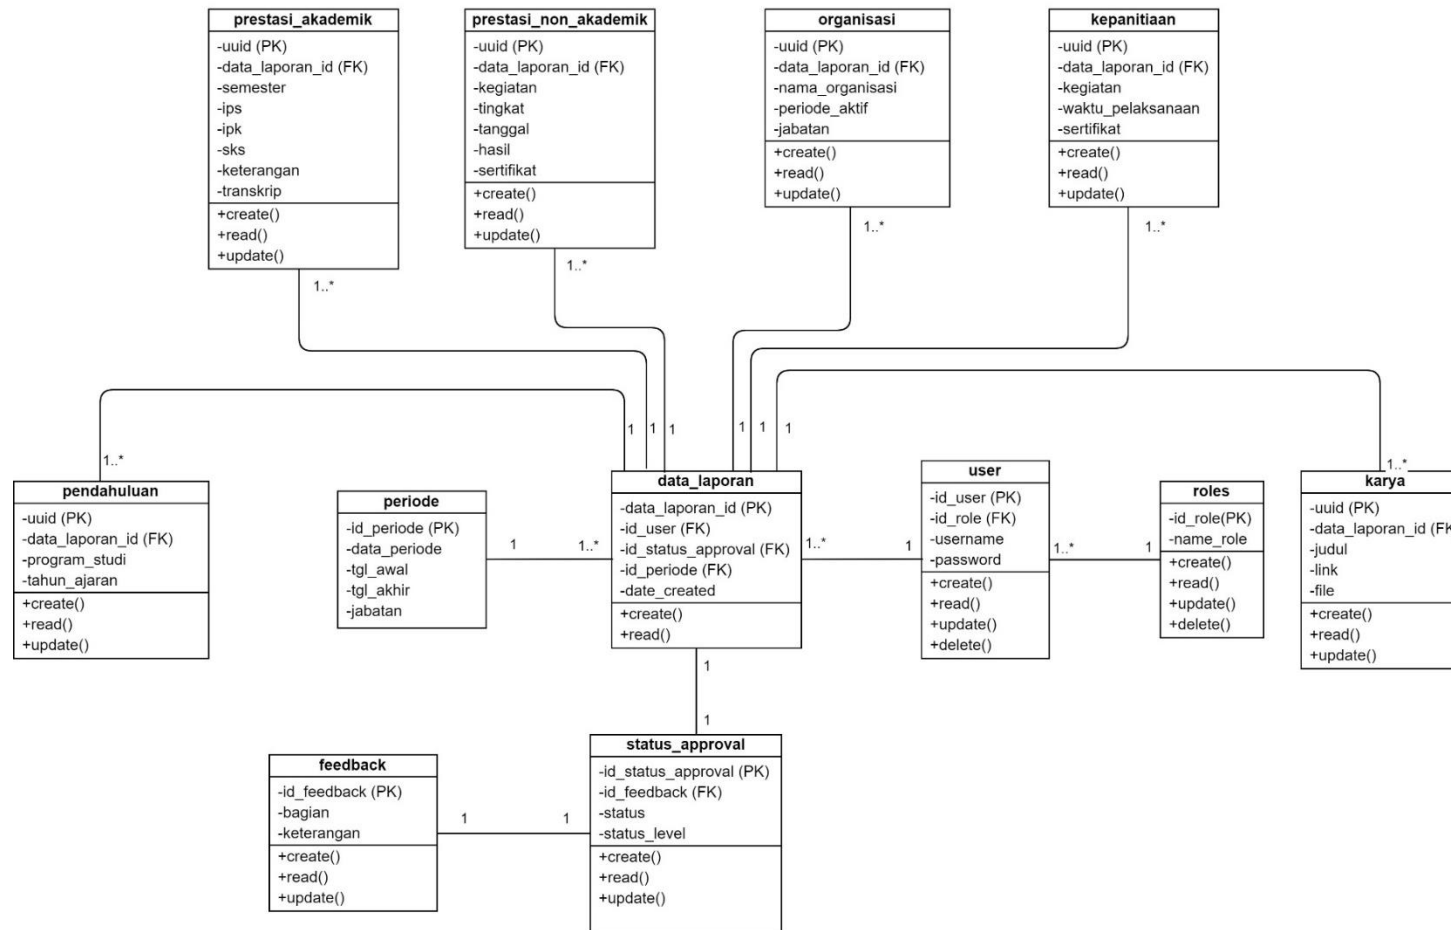 prestasi_akademik
-uuid (PK)
-data_laporan_id (FK)
-semester
-ips
-ipk
-sks
-keterangan
-transkrip
+create()
+read()
+update()
1..*
prestasi_non_akademik
-uuid (PK)
-data_laporan_id (FK)
-kegiatan
-tingkat
-tanggal
-hasil
-sertifikat
+create()
+read()
+update()
1..*
organisasi
-uuid (PK)
-data_laporan_id (FK)
-nama_organisasi
-periode_aktif
-jabatan
+create()
+read()
+update()
1..*
kepanitiaan
-uuid (PK)
-data_laporan_id (FK)
-kegiatan
-waktu_pelaksanaan
-sertifikat
+create()
+read()
+update()
1..*
1
1
1
1
1
1
1..*
pendahuluan
-uuid (PK)
-data_laporan_id (FK)
-program_studi
-tahun_ajaran
+create()
+read()
+update()
periode
-id_periode (PK)
-data_periode
-tgl_awal
-tgl_akhir
-jabatan
1
1..*
data_laporan
-data_laporan_id (PK)
-id_user (FK)
-id_status_approval (FK)
-id_periode (FK)
-date_created
+create()
+read()
1..*
1
user
-id_user (PK)
-id_role (FK)
-username
-password
+create()
+read()
+update()
+delete()
1..*
1
roles
-id_role(PK)
-name_role
+create()
+read()
+update()
+delete()
1..*
karya
-uuid (PK)
-data_laporan_id (FK
-judul
-link
-file
+create()
+read()
+update()
1
1
feedback
-id_feedback (PK)
-bagian
-keterangan
+create()
+read()
+update()
1
1
status_approval
-id_status_approval (PK)
-id_feedback (FK)
-status
-status_level
+create()
+read()
+update()